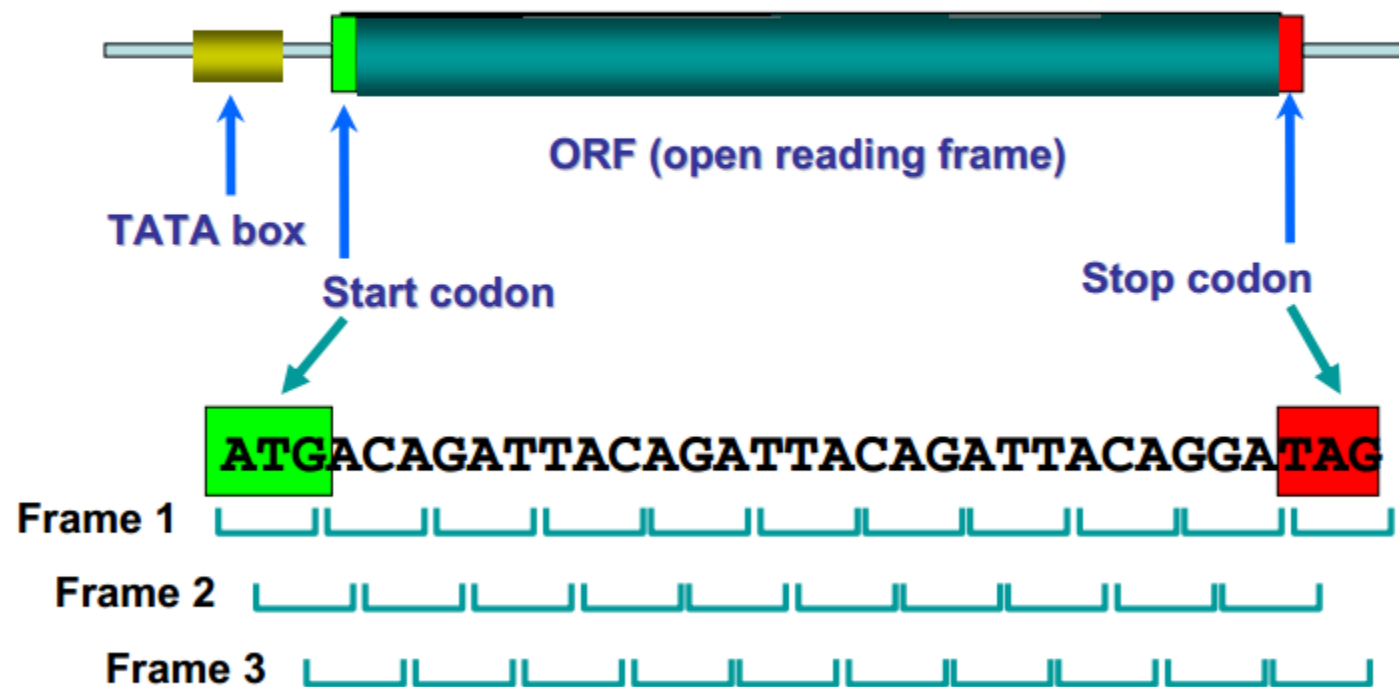 ORF (open reading frame)
TATA box
Start codon
Stop codon
ATGACAGATTACAGATTACAGATTACAGGATAG
Frame 1
Frame 2
Frame 3